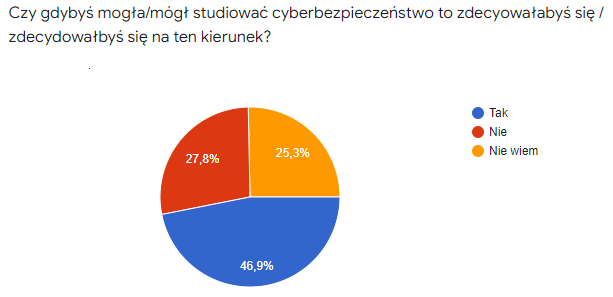 Czy gdybyś mogła/mógł studiować cyberbezpieczeństwo to zdecyowałabyś się /
zdecydowałbyś się na ten kierunek?
Tak
Nie
Nie wiem
27,8%
25,3%
46,9%